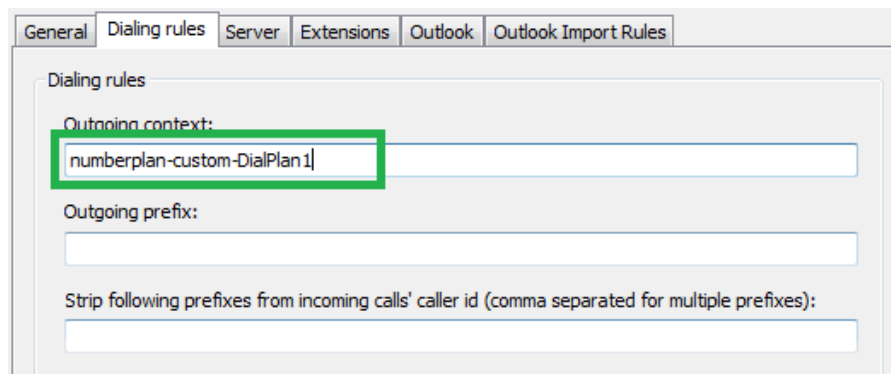 General Dialing rules Server Extensions Outlook Outlook Import Rules
Dialing rules
Outgoing context:
numberplan-custom-DialPlan1
Outgoing prefix:
Strip following prefixes from incoming calls' caller id (comma separated for multiple prefixes):